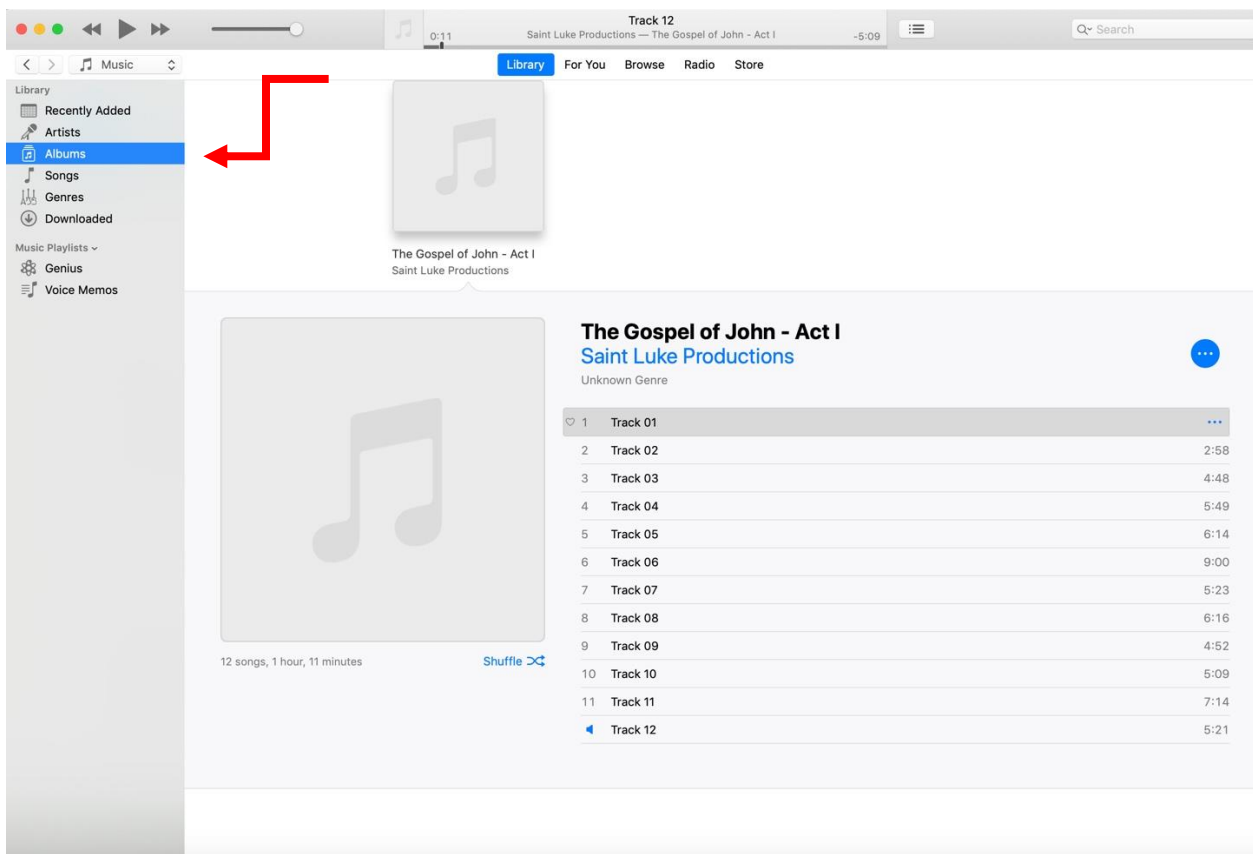 Track 12
0:11 Saint Luke Productions — The Gospel of John - Act I -5:09
Search
Music
Library For You Browse Radio Store
Library
Recently Added
Artists
Albums
Songs
Genres
Downloaded
Music Playlists
Genius
Voice Memos
The Gospel of John - Act I
Saint Luke Productions
The Gospel of John - Act I
Saint Luke Productions
Unknown Genre
1 Track 01
2 Track 02 2:58
3 Track 03 4:48
4 Track 04 5:49
5 Track 05 6:14
6 Track 06 9:00
7 Track 07 5:23
8 Track 08 6:16
9 Track 09 4:52
10 Track 10 5:09
11 Track 11 7:14
Track 12 5:21
12 songs, 1 hour, 11 minutes
Shuffle